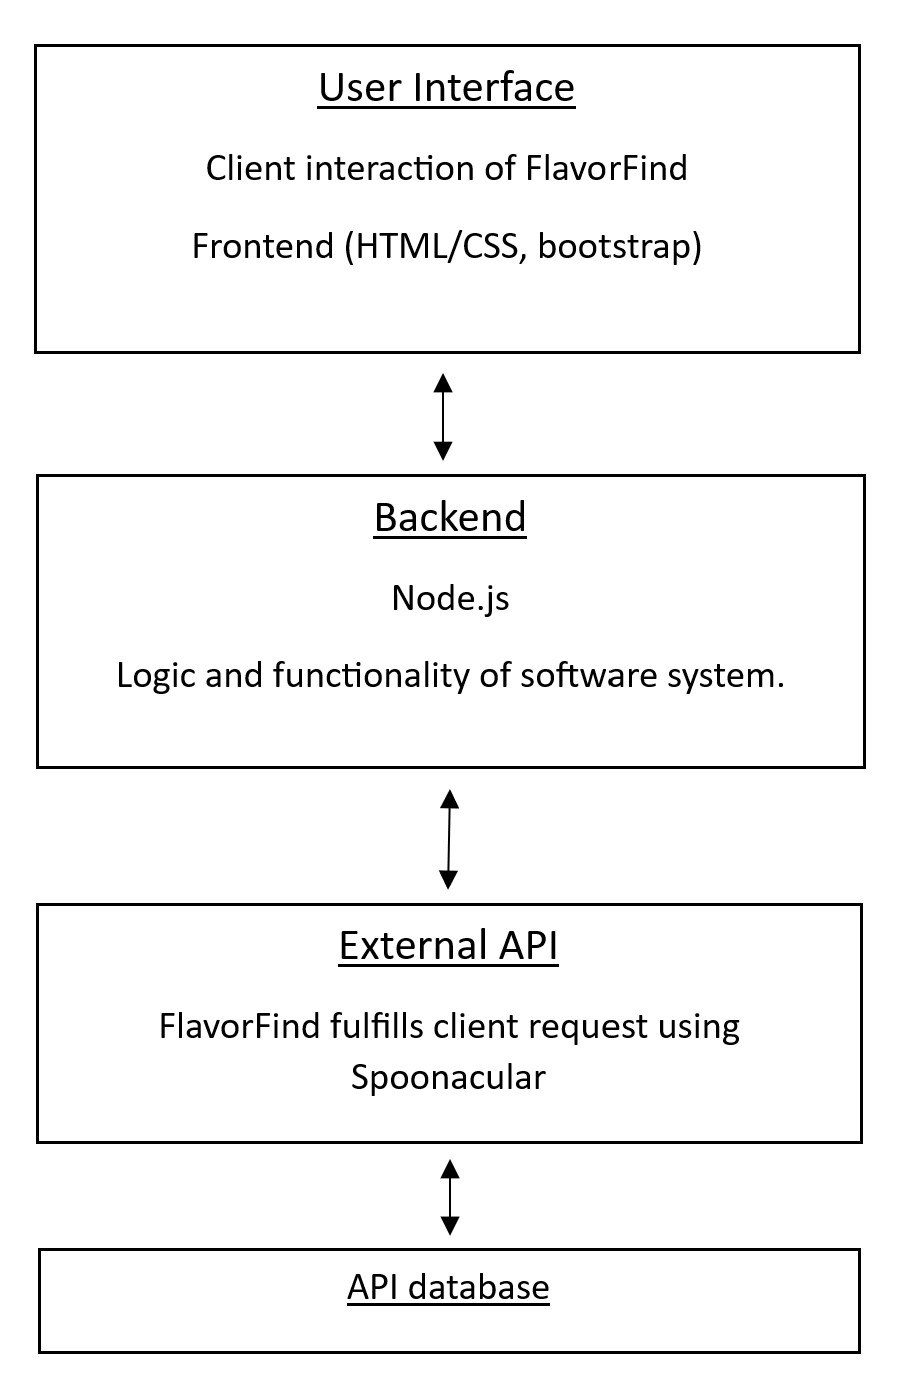 User Interface
Client interaction of FlavorFind
Frontend (HTML/CSS, bootstrap)
Backend
Node.js
Logic and functionality of software system.
External API
FlavorFind fulfills client request using
Spoonacular
API database